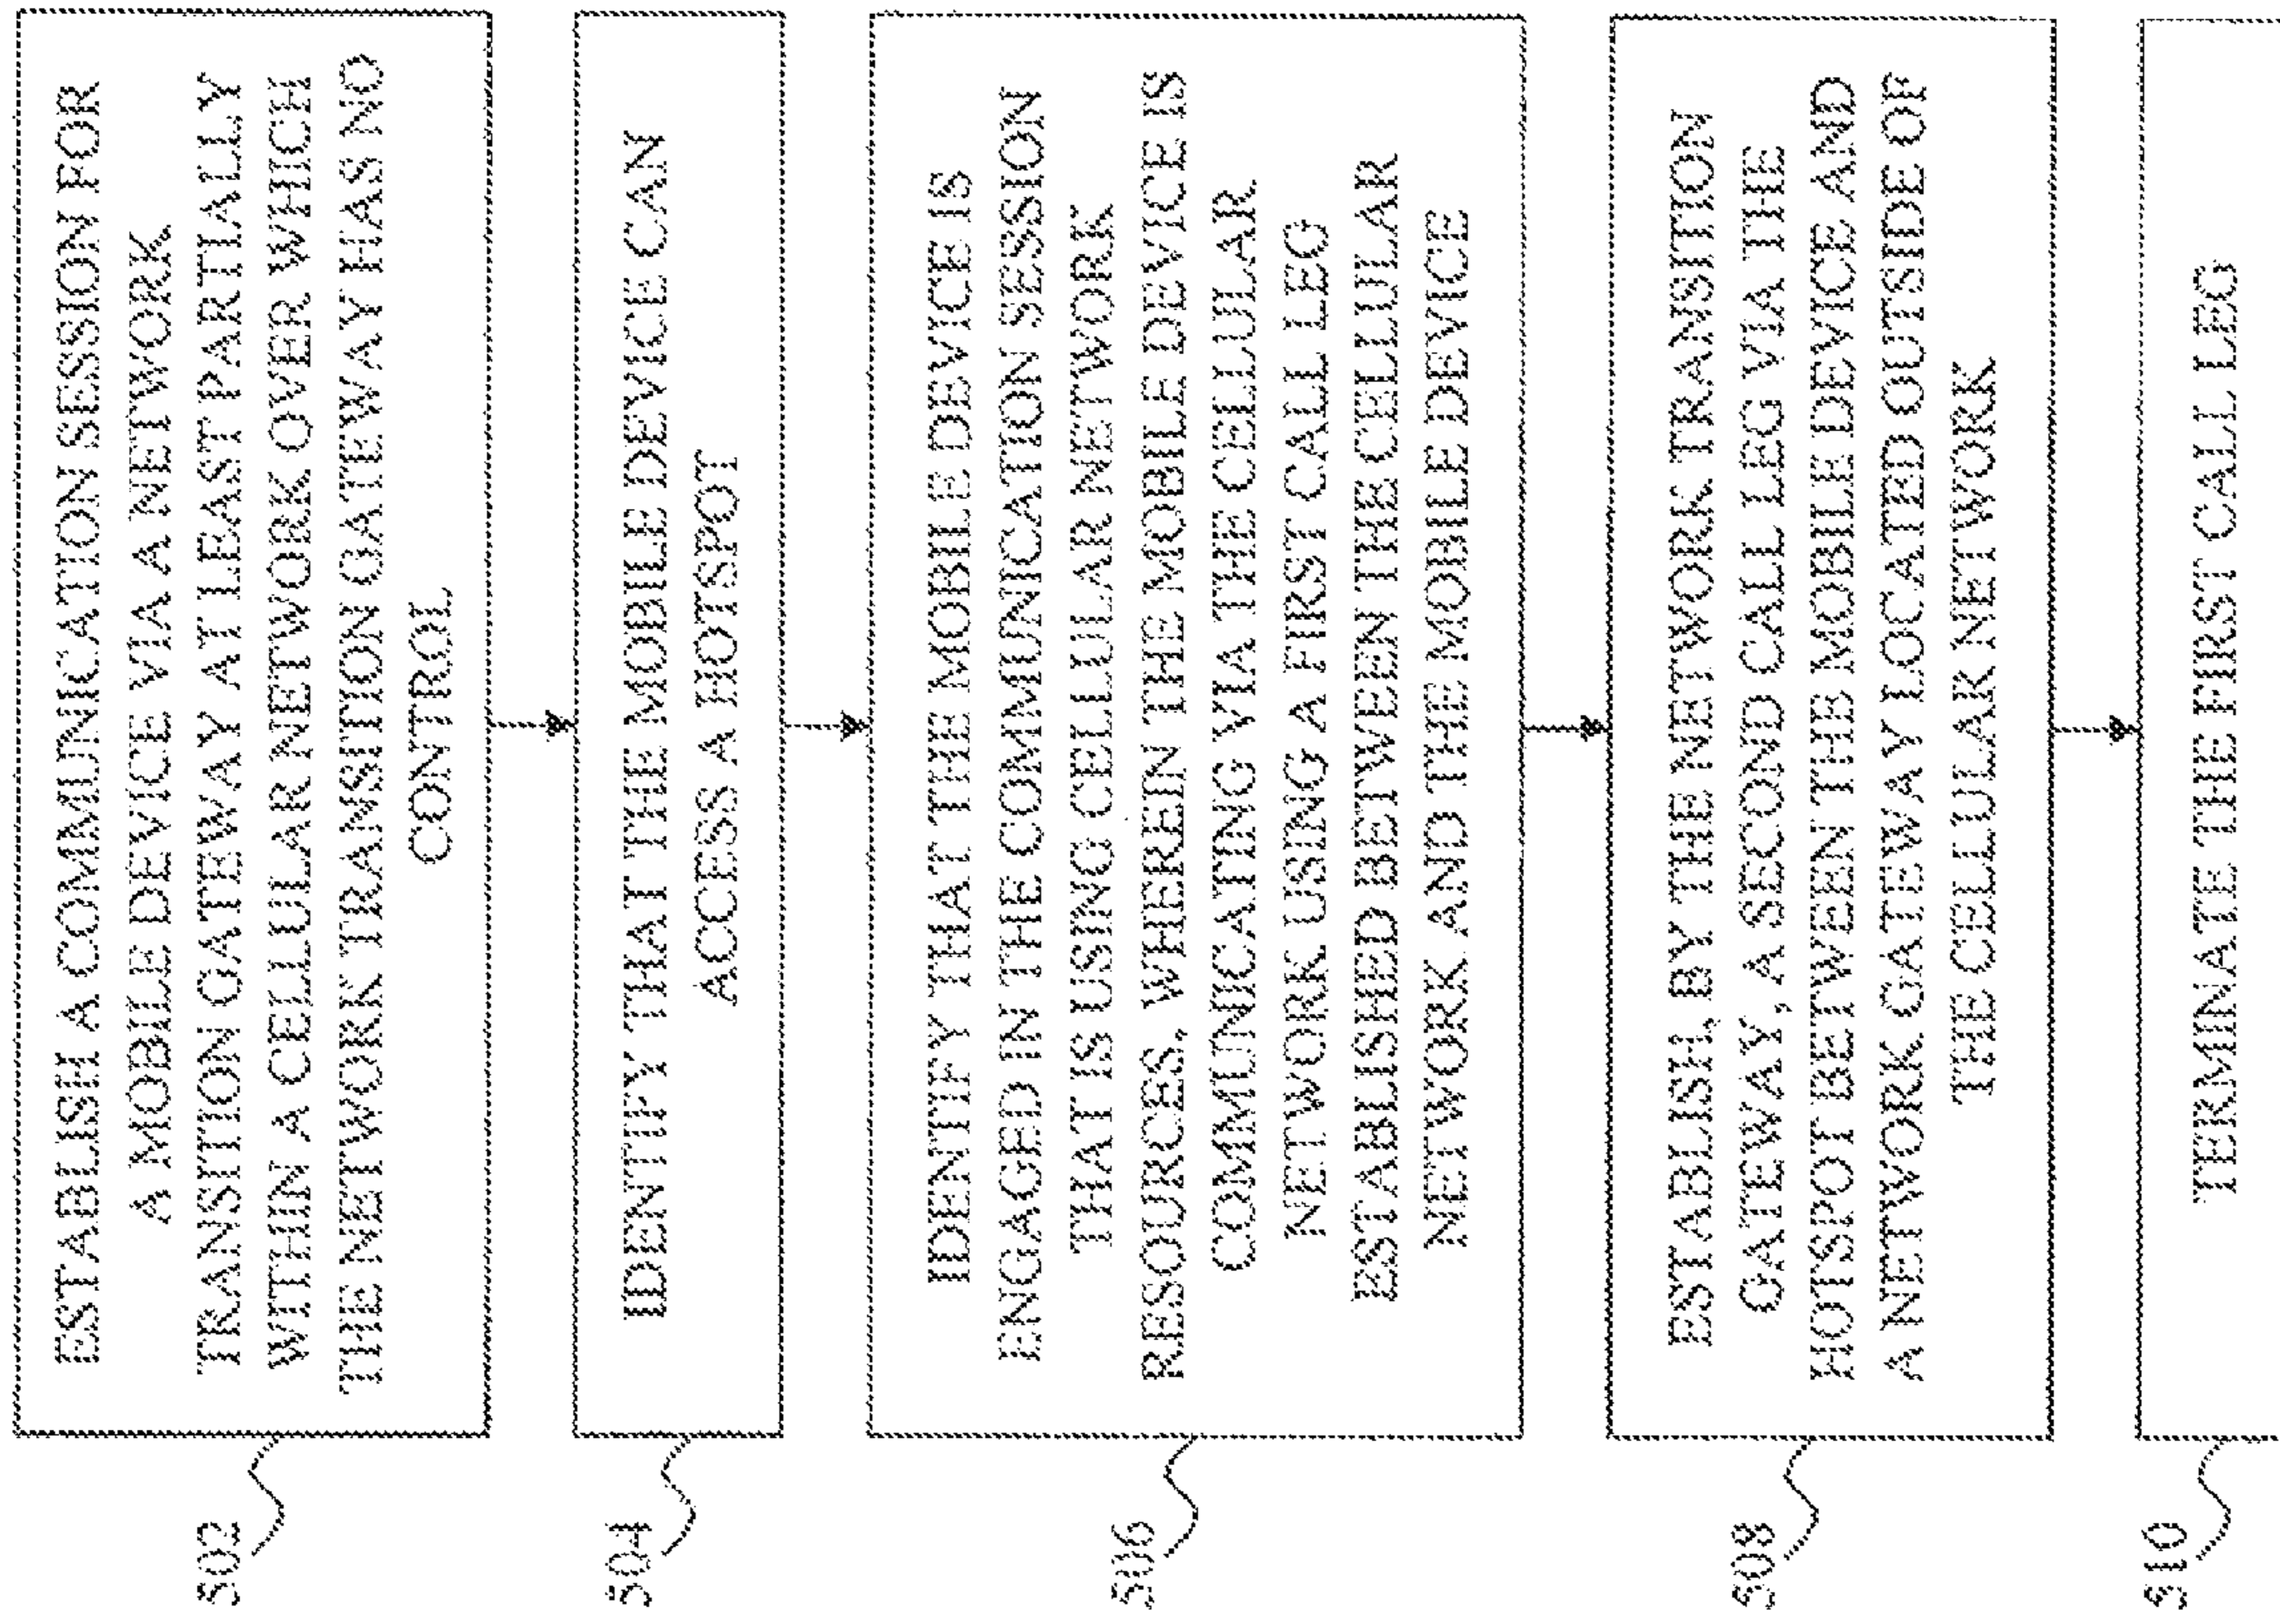 502
ESTABLISH A COMMUNICATION SESSION FOR
A MOBILE DEVICE VIA A NETWORK
TRANSITION GATEWAY AT LEAST PARTIALLY
WITHIN A CELLULAR NETWORK OVER WHICH
THE NETWORK TRANSITION GATEWAY HAS NO
CONTROL
504
IDENTIFY THAT THE MOBILE DEVICE CAN
ACCESS A HOTSPOT
506
IDENTIFY THAT THE MOBILE DEVICE IS
ENGAGED IN THE COMMUNICATION SESSION
THAT IS USING CELLULAR NETWORK
RESOURCES, WHEREIN THE MOBILE DEVICE IS
COMMUNICATING VIA THE CELLULAR
NETWORK USING A FIRST CALL LEG
ESTABLISHED BETWEEN THE CELLULAR
NETWORK AND THE MOBILE DEVICE
508
ESTABLISH, BY THE NETWORK TRANSITION
GATEWAY, A SECOND CALL LEG VIA THE
HOTSPOT BETWEEN THE MOBILE DEVICE AND
A NETWORK GATEWAY LOCATED OUTSIDE OF
THE CELLULAR NETWORK
510
TERMINATE THE FIRST CALL LEG